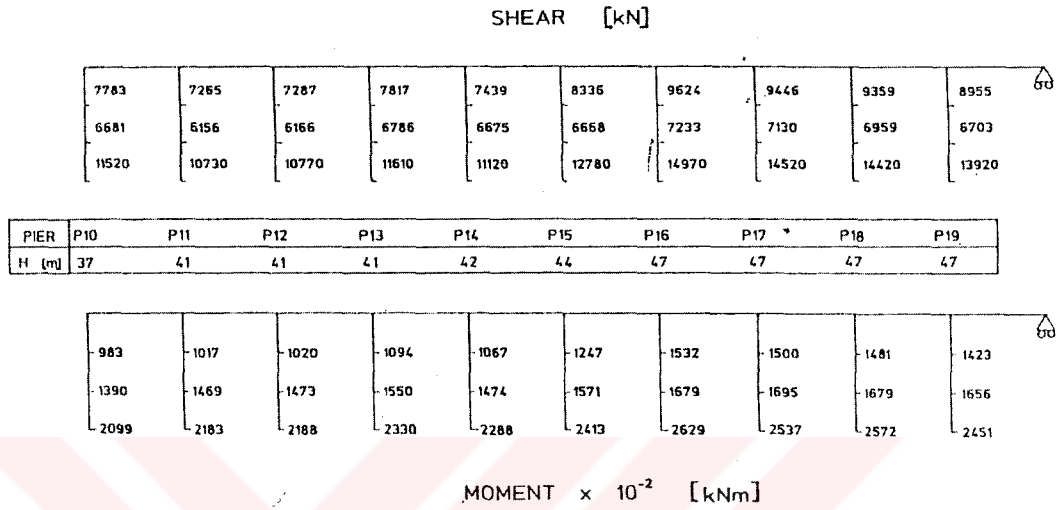 SHEAR [kN]
7783 7265 7287 7817 7439 8336 9624 9446 9359 8955
6681 6156 6166 6786 6675 6668 7233 7130 6959 6703
11520 10730 10770 11610 11120 12780 14970 14520 14420 13920
PIER P10 P11 P12 P13 P14 P15 P16 P17 P18 P19
H [m] 37 41 41 41 42 44 47 47 47 47
983 1017 1020 1094 1067 1247 1532 1500 1481 1423
1390 1469 1473 1550 1474 1571 1679 1695 1679 1656
2099 2183 2188 2330 2288 2413 2629 2537 2572 2451
MOMENT x 10⁻² [kNm]